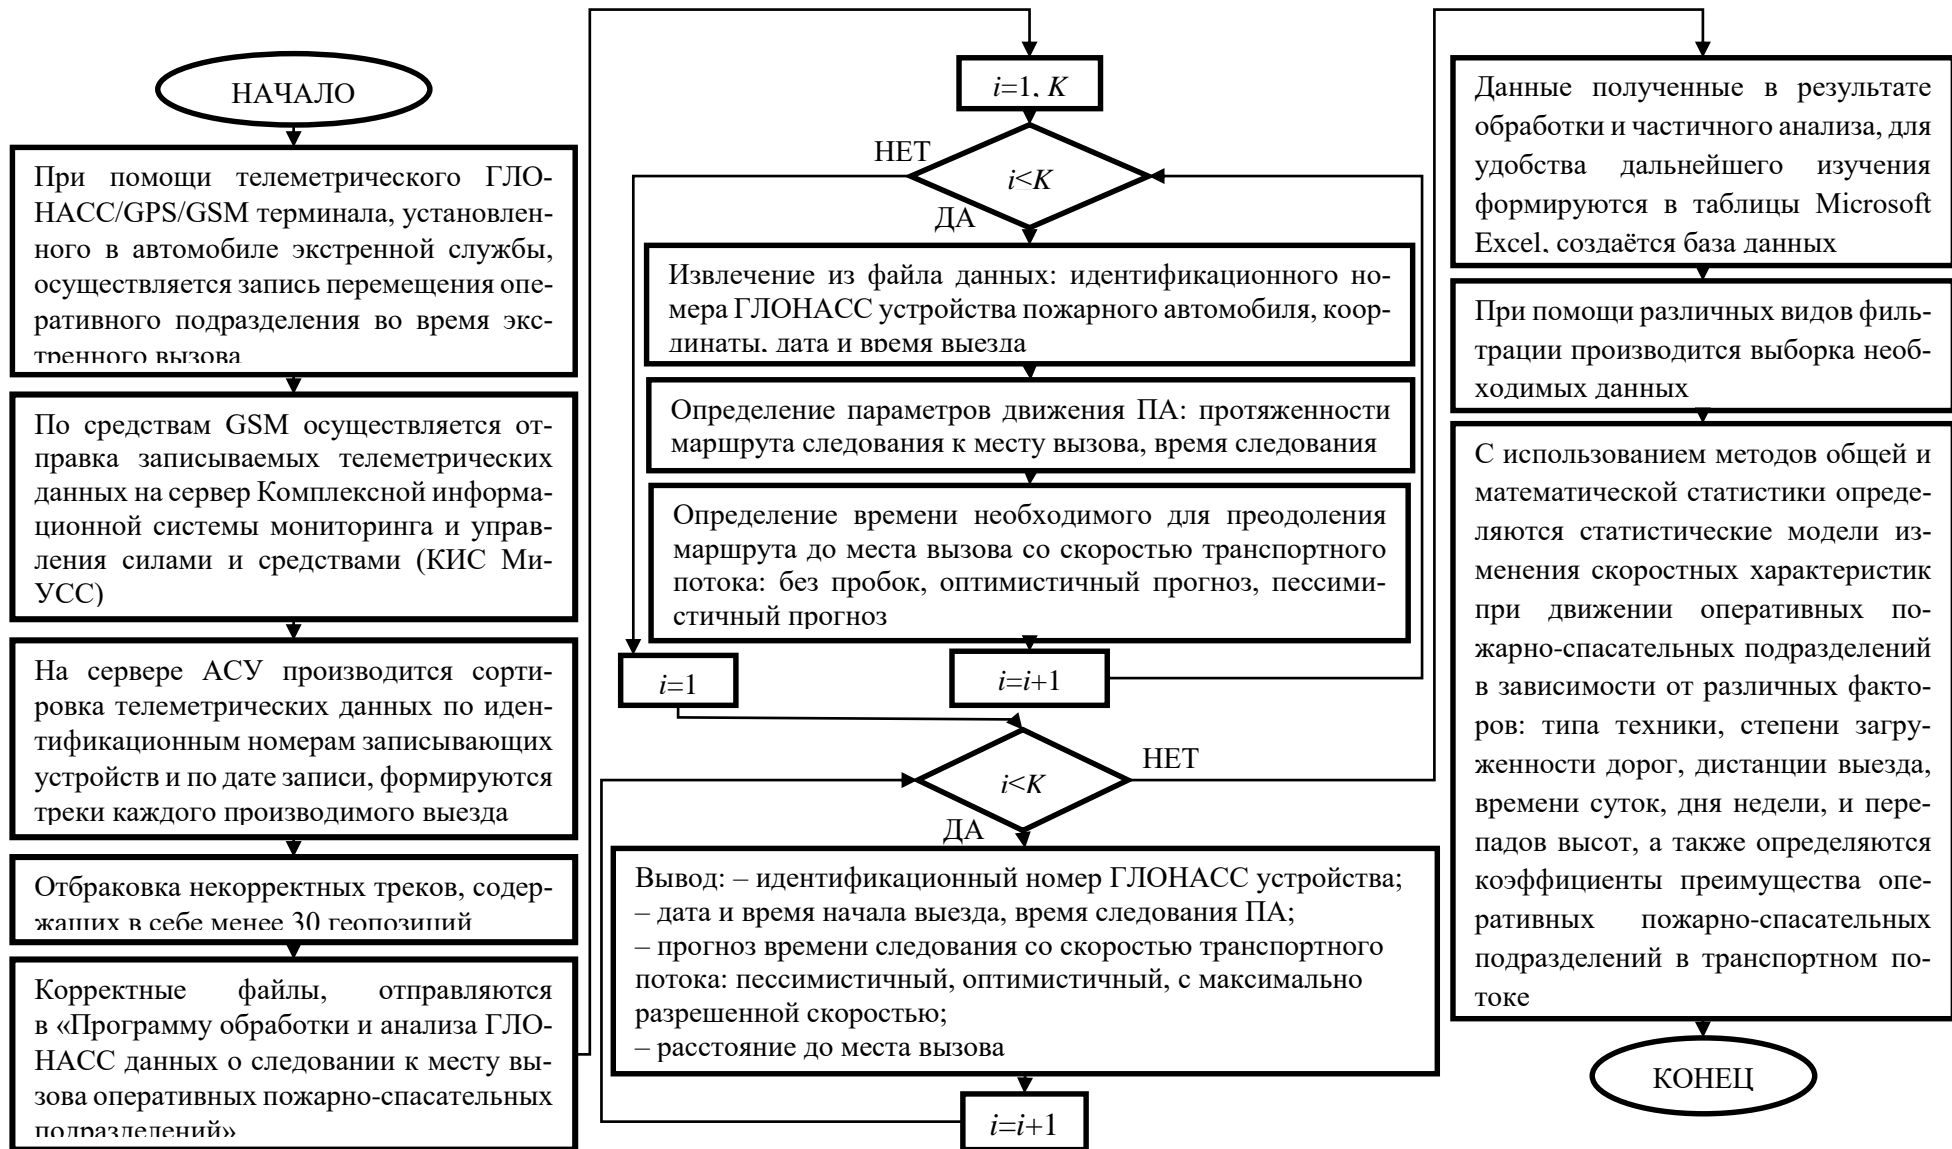 НАЧАЛО
При помощи телеметрического ГЛО-
НАСС/GPS/GSM терминала, установлен-
ного в автомобиле экстренной службы,
осуществляется запись перемещения опе-
ративного подразделения во время экс-
тренного вызова
По средствам GSM осуществляется от-
правка записываемых телеметрических
данных на сервер Комплексной информа-
ционной системы мониторинга и управ-
ления силами и средствами (КИС Ми-
УСС)
На сервере АСУ производится сорти-
ровка телеметрических данных по иден-
тификационным номерам записывающих
устройств и по дате записи, формируются
треки каждого производимого выезда
Отбраковка некорректных треков, содер-
жащих в себе менее 30 геопозиций
Корректные файлы, отправляются
в «Программу обработки и анализа ГЛО-
НАСС данных о следовании к месту вы-
зова оперативных пожарно-спасательных
подразделений»
i=1, K
НЕТ
i<K
ДА
Извлечение из файла данных: идентификационного но-
мера ГЛОНАСС устройства пожарного автомобиля, коор-
динаты, дата и время выезда
Определение параметров движения ПА: протяженности
маршрута следования к месту вызова, время следования
Определение времени необходимого для преодоления
маршрута до места вызова со скоростью транспортного
потока: без пробок, оптимистичный прогноз, пессими-
стичный прогноз
i=1
i=i+1
i<K
НЕТ
ДА
Вывод: – идентификационный номер ГЛОНАСС устройства;
– дата и время начала выезда, время следования ПА;
– прогноз времени следования со скоростью транспортного
потока: пессимистичный, оптимистичный, с максимально
разрешенной скоростью;
– расстояние до места вызова
i=i+1
Данные полученные в результате
обработки и частичного анализа, для
удобства дальнейшего изучения
формируются в таблицы Microsoft
Excel, создаётся база данных
При помощи различных видов филь-
трации производится выборка необ-
ходимых данных
С использованием методов общей и
математической статистики опреде-
ляются статистические модели из-
менения скоростных характеристик
при движении оперативных по-
жарно-спасательных подразделений
в зависимости от различных факто-
ров: типа техники, степени загру-
женности дорог, дистанции выезда,
времени суток, дня недели, и пере-
падов высот, а также определяются
коэффициенты преимущества опе-
ративных пожарно-спасательных
подразделений в транспортном по-
токе
КОНЕЦ